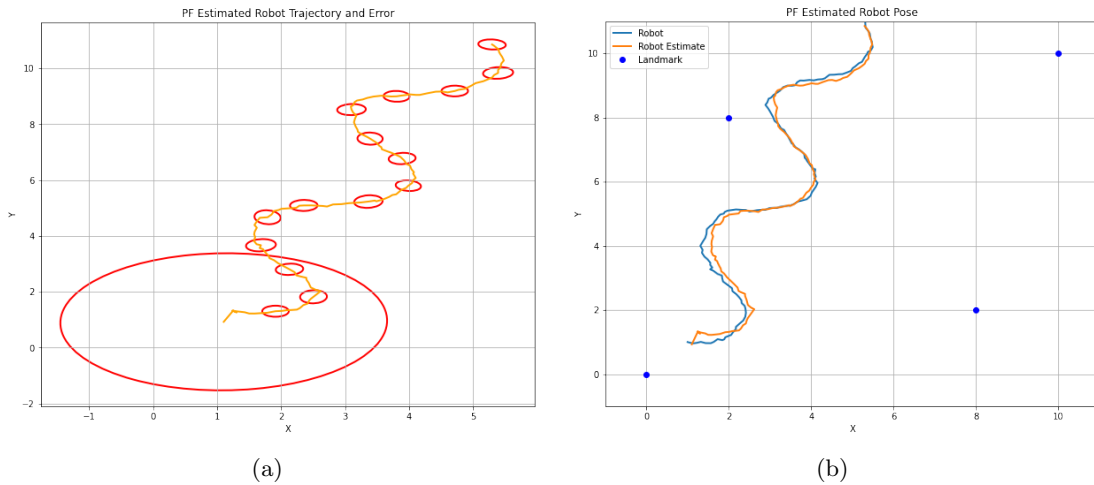 PF Estimated Robot Trajectory and Error
10
8
6
4
2
0
−2
Y
−1
0
1
2
3
4
5
X
(a)
PF Estimated Robot Pose
Robot
Robot Estimate
Landmark
10
8
6
4
2
0
Y
0
2
4
6
8
10
X
(b)